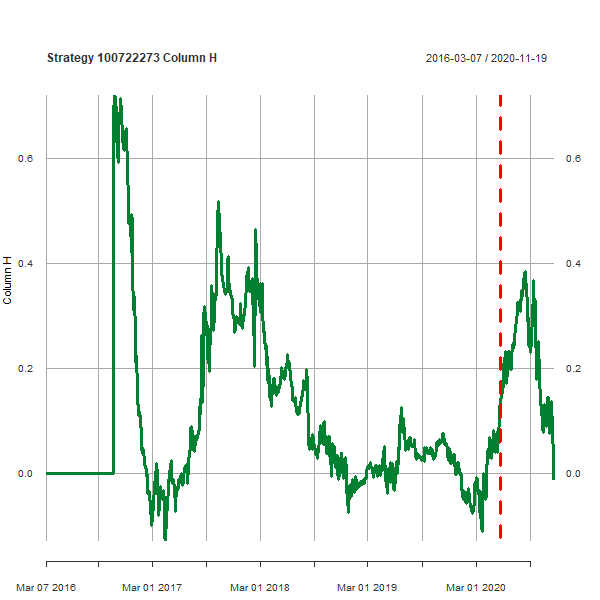 Strategy 100722273 Column H
2016-03-07 / 2020-11-19
0.6
0.6
0.4
0.4
Column H
0.2
0.2
0.0
0.0
Mar 07 2016
Mar 01 2017
Mar 01 2018
Mar 01 2019
Mar 01 2020